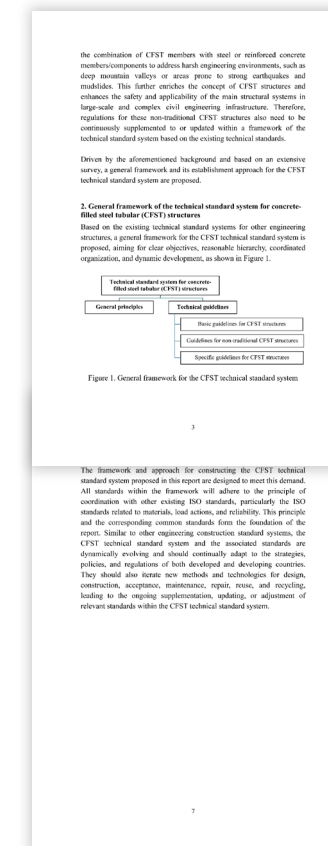 the combination of CFST members with steel or reinforced concrete
members/components to address harsh engineering environments, such as
deep mountain valleys or areas prone to strong earthquakes and
mudslides. This further enriches the concept of CFST structures and
enhances the safety and applicability of the main structural systems in
large-scale and complex civil engineering infrastructure. Therefore,
regulations for these non-traditional CFST structures also need to be
continuously supplemented to or updated within a framework of the
technical standard system based on the existing technical standards.
Driven by the aforementioned background and based on an extensive
survey, a general framework and its establishment approach for the CFST
technical standard system are proposed.
2. General framework of the technical standard system for concrete-
filled steel tubular (CFST) structures
Based on the existing technical standard systems for other engineering
structures, a general framework for the CFST technical standard system is
proposed, aiming for clear objectives, reasonable hierarchy, coordinated
organization, and dynamic development, as shown in Figure 1.
Technical standard system for concrete-
filled steel tubular (CFST) structures
General principles
Technical guidelines
Basic guidelines for CFST structures
Guidelines for non-traditional CFST structures
Specific guidelines for CFST structures
Figure 1. General framework for the CFST technical standard system
3
The framework and approach for constructing the CFST technical
standard system proposed in this report are designed to meet this demand.
All standards within the framework will adhere to the principle of
coordination with other existing ISO standards, particularly the ISO
standards related to materials, load actions, and reliability. This principle
and the corresponding common standards form the foundation of the
report. Similar to other engineering construction standard systems, the
CFST technical standard system and the associated standards are
dynamically evolving and should continually adapt to the strategies,
policies, and regulations of both developed and developing countries.
They should also iterate new methods and technologies for design,
construction, acceptance, maintenance, repair, reuse, and recycling,
leading to the ongoing supplementation, updating, or adjustment of
relevant standards within the CFST technical standard system.
7